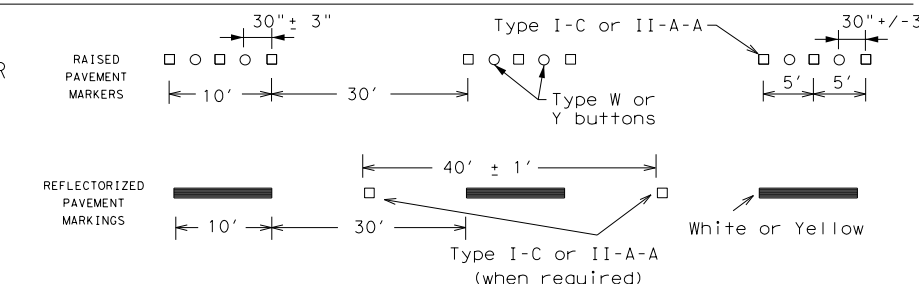 30"± 3"
Type I-C or II-A-A
30"+/-3
R
RAISED
PAVEMENT
MARKERS
10'
30'
5'
5'
Type W or
Y buttons
40' ± 1'
REFLECTORIZED
PAVEMENT
MARKINGS
10'
30'
White or Yellow
Type I-C or II-A-A
(when required)